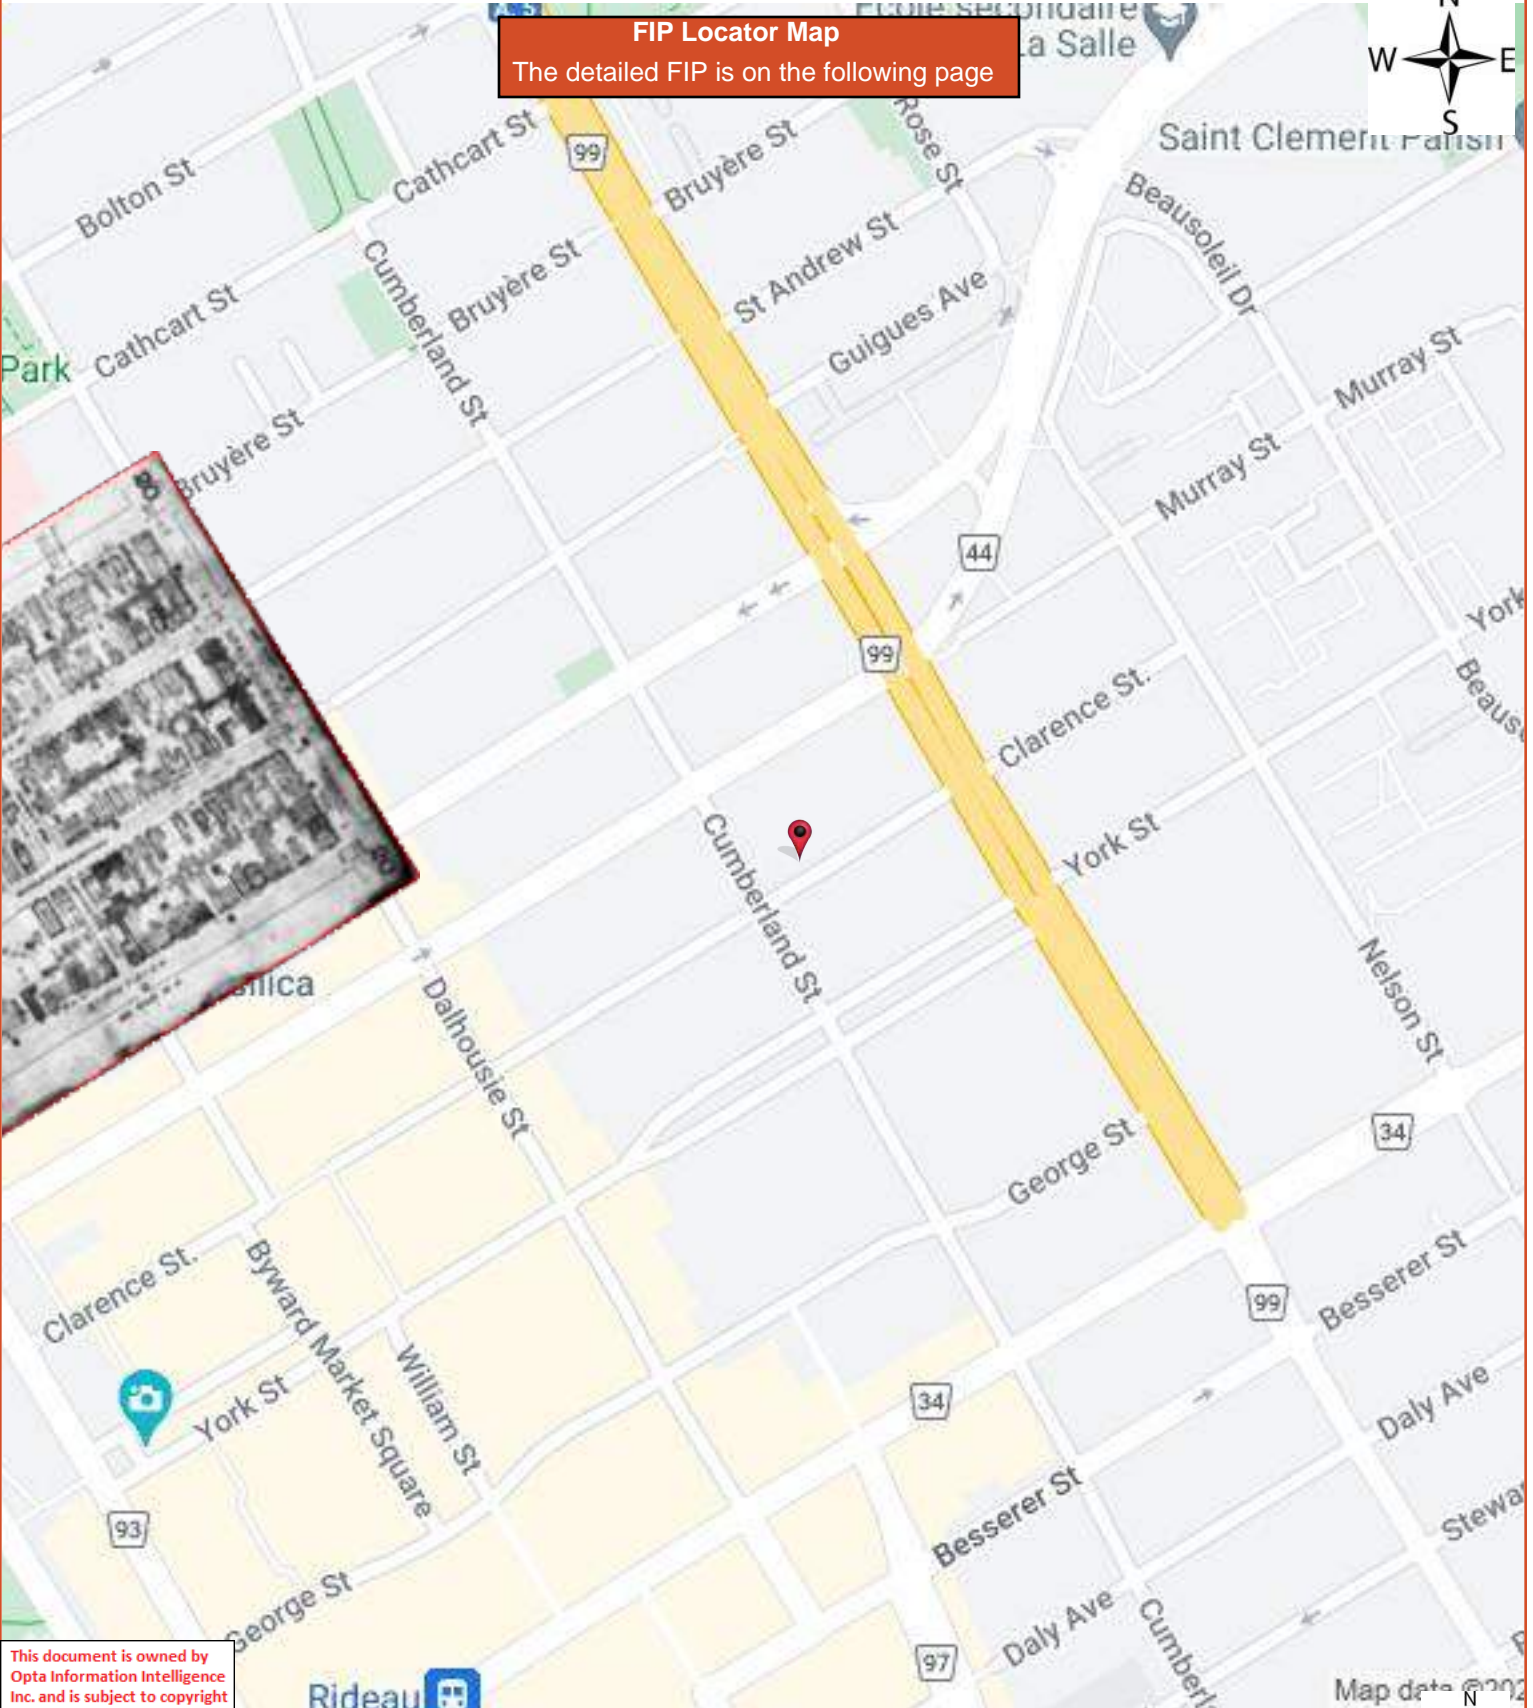 FIP Locator Map
The detailed FIP is on the following page
La Salle
N
W
E
S
99
Rose St
Cathcart St
Bruyère St
Bolton St
Beausoleil Dr
Cumberland St
Bruyère St
St Andrew St
Cathcart St
Guigues Ave
Park
Murray St
Bruyère St
Murray St
44
99
York
Clarence St.
York St
Cumberland St
Nelson St
Dalhousie St
34
George St
Clarence St.
Byward Market Square
99
Besserer St
William St
York St
34
Daly Ave
93
Besserer St
George St
Daly Ave
97
This document is owned by
Opta Information Intelligence
Inc. and is subject to copyright
Rideau
Map data
N